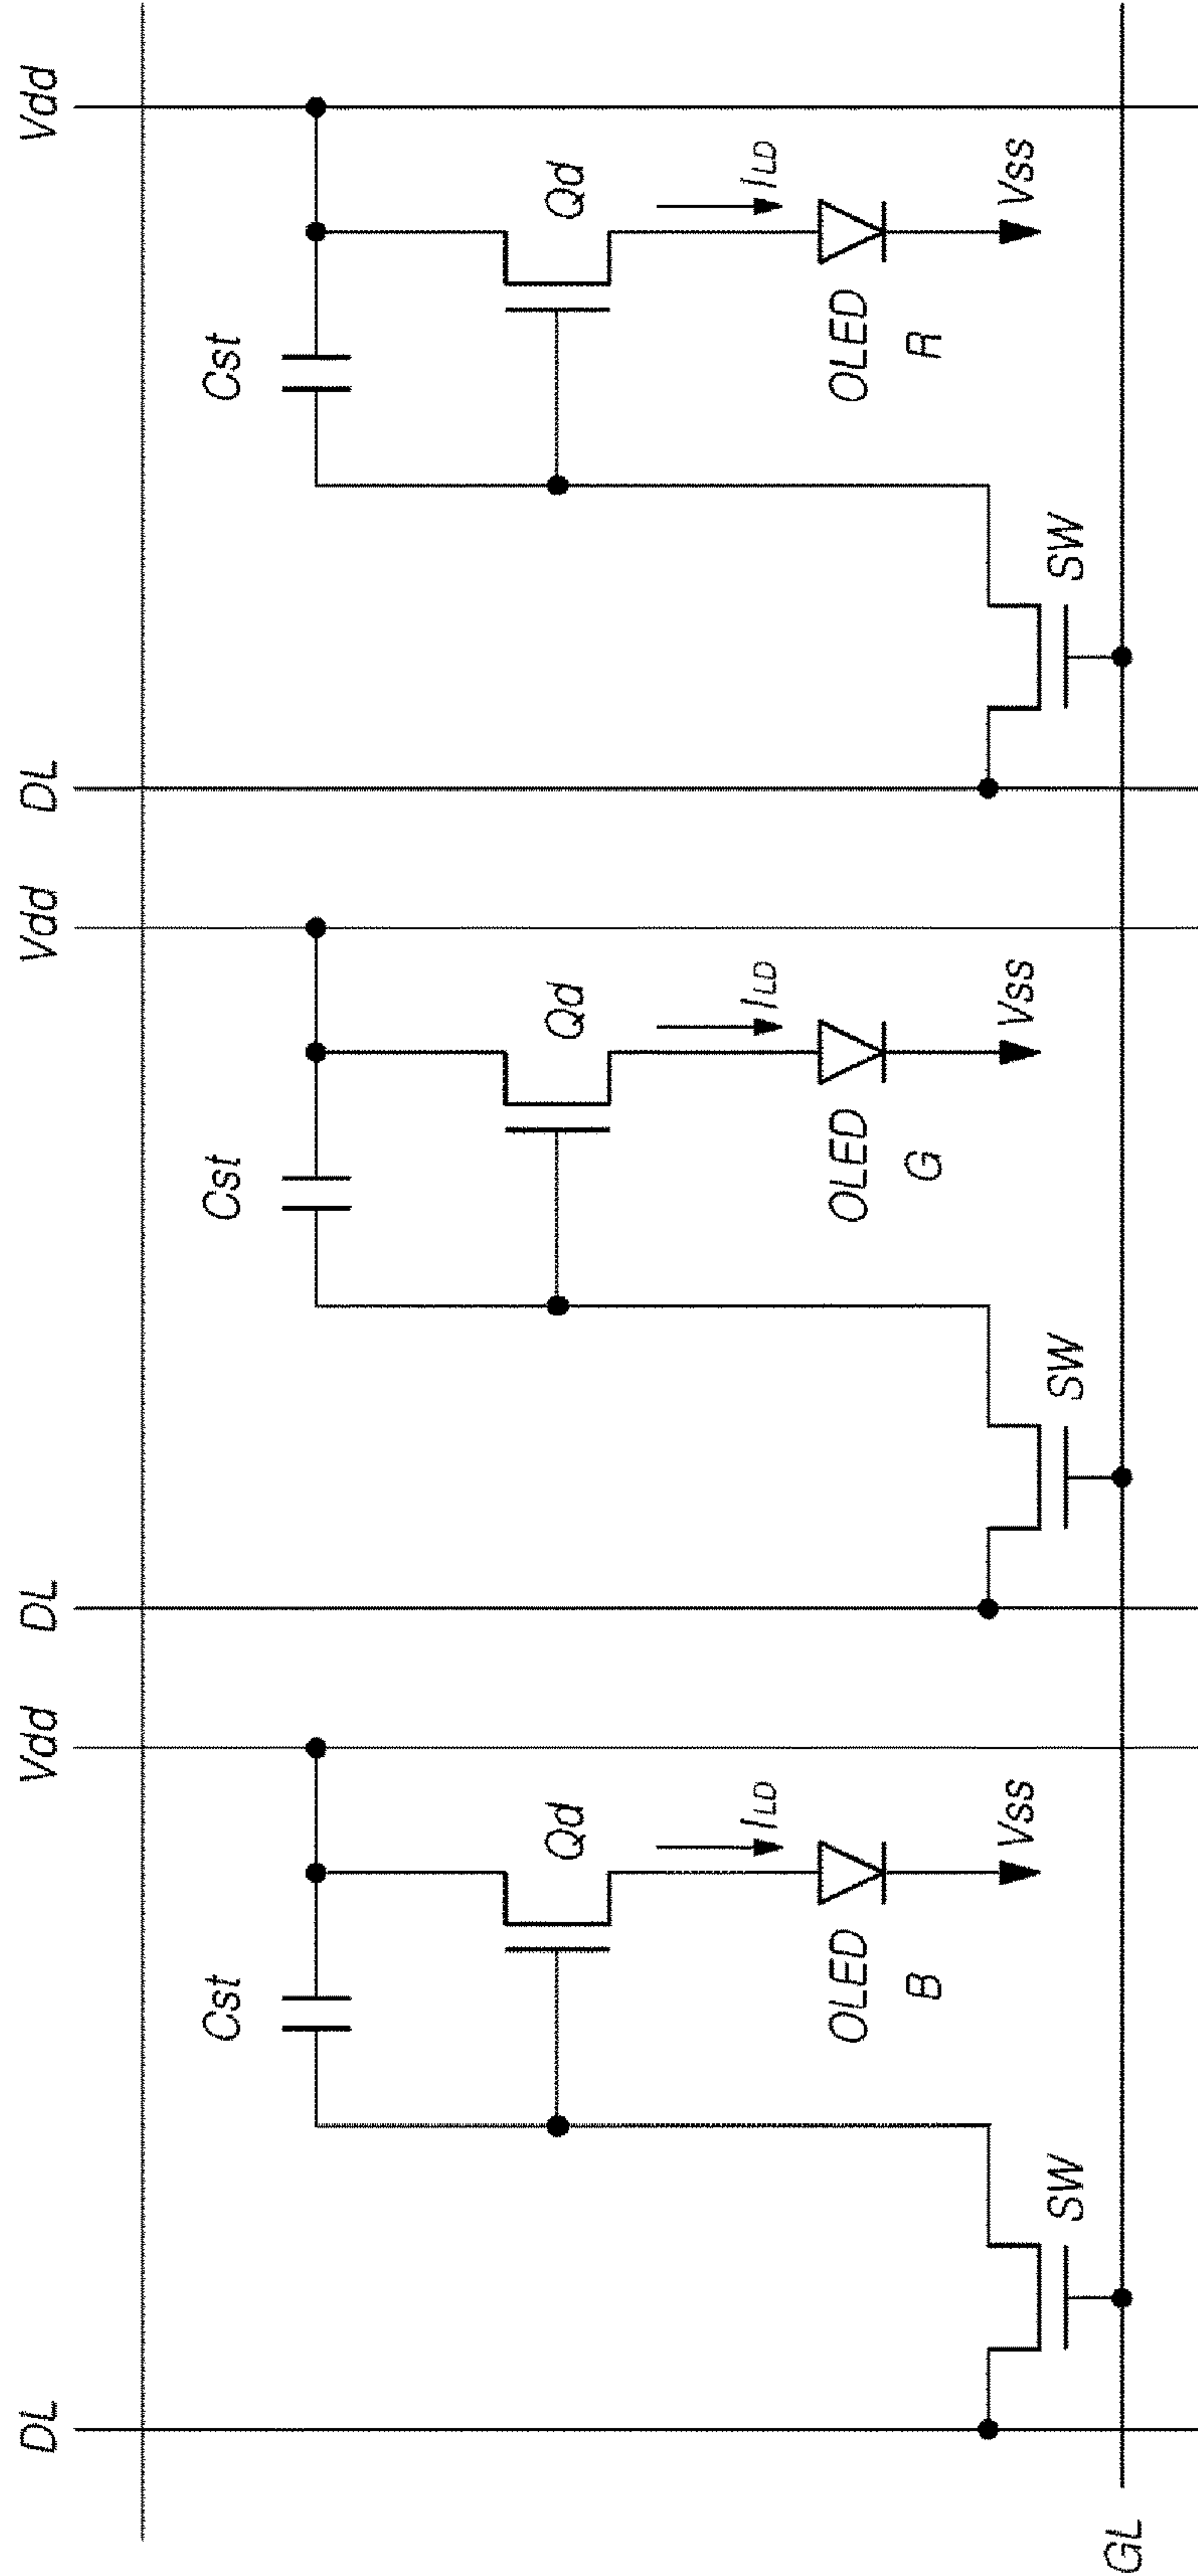 DL Vdd DL Vdd DL Vdd
Cst Cst Cst
Qd Qd Qd
ILD ILD ILD
OLED OLED OLED
B G R
Vss Vss Vss
SW SW SW
GL